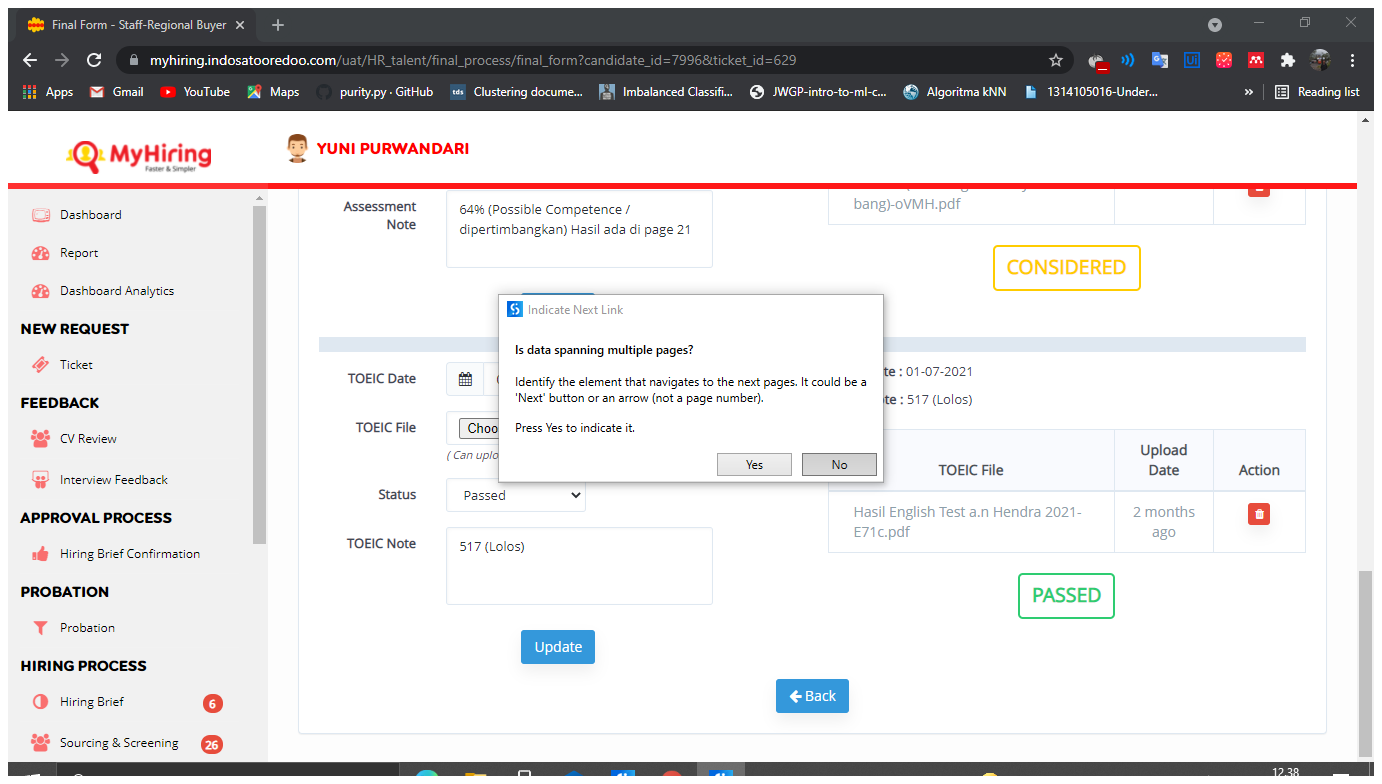 Final Form - Staff-Regional Buyer
myhiring.indosatooredoo.com/uat/HR_talent/final_process/final_form?candidate_id=7996&ticket_id=629
Apps Gmail YouTube Maps purity.py · GitHub tds Clustering docume... Imbalanced Classifi... JWGP-intro-to-ml-c... Algoritma kNN 1314105016-Under... » Reading list
MyHiring
Faster & Simpler
YUNI PURWANDARI
Dashboard
Report
Dashboard Analytics
NEW REQUEST
Ticket
FEEDBACK
CV Review
Interview Feedback
APPROVAL PROCESS
Hiring Brief Confirmation
PROBATION
Probation
HIRING PROCESS
Hiring Brief 6
Sourcing & Screening 26
Assessment
Note
64% (Possible Competence /
dipertimbangkan) Hasil ada di page 21
bang)-oVMH.pdf
CONSIDERED
Indicate Next Link
Is data spanning multiple pages?
Identify the element that navigates to the next pages. It could be a
'Next' button or an arrow (not a page number).
Press Yes to indicate it.
Yes No
TOEIC Date
TOEIC File
Choo
( Can uplo
Status
Passed
TOEIC Note
517 (Lolos)
Update
te : 01-07-2021
te : 517 (Lolos)
TOEIC File
Upload
Date
Action
Hasil English Test a.n Hendra 2021-
E71c.pdf
2 months
ago
PASSED
Back
12.38